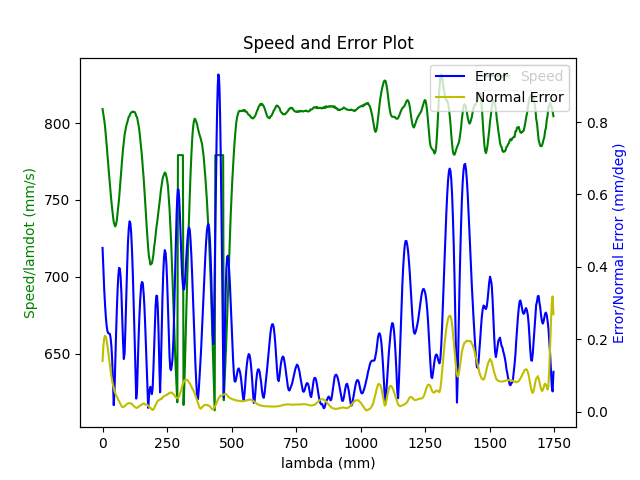 Speed and Error Plot
Error
Speed
Normal Error
Speed/lamdot (mm/s)
800
750
700
650
Error/Normal Error (mm/deg)
0.8
0.6
0.4
0.2
0.0
0 250 500 750 1000 1250 1500 1750
lambda (mm)